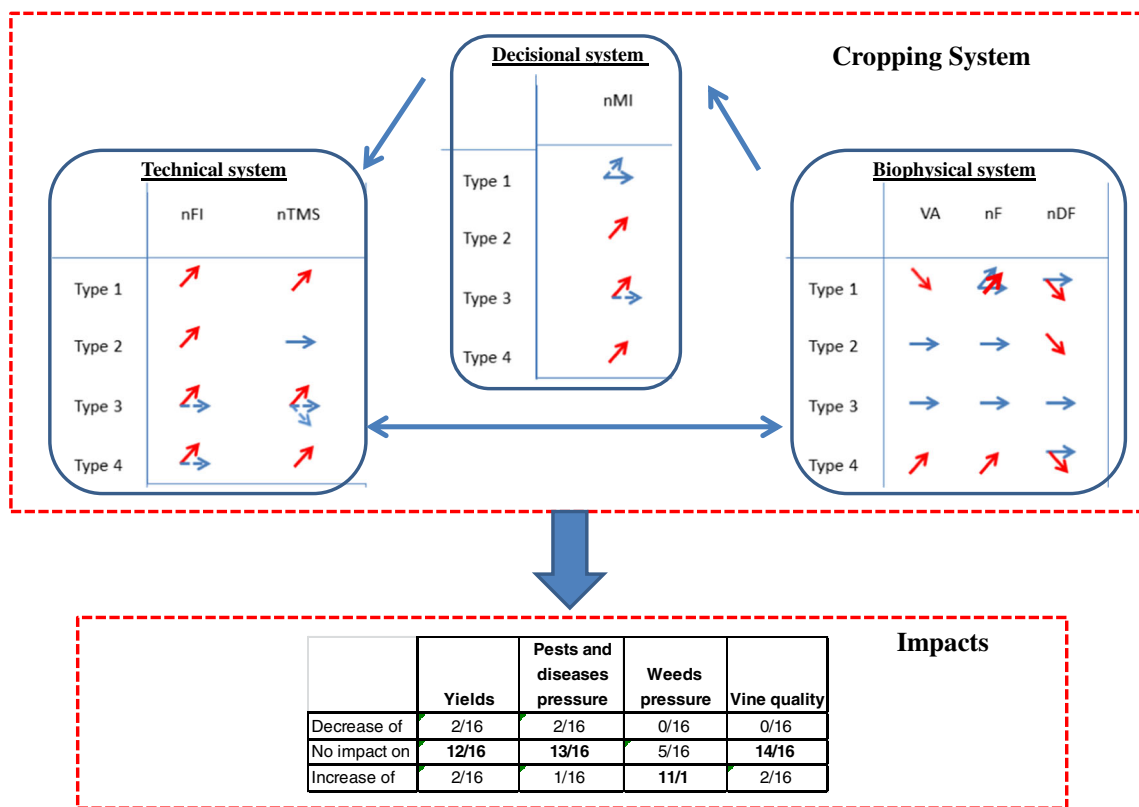 Cropping System
Decisional system
nMI
Type 1
Type 2
Type 3
Type 4
Technical system
nFI nTMS
Type 1
Type 2
Type 3
Type 4
Biophysical system
VA nF nDF
Type 1
Type 2
Type 3
Type 4
Impacts
Yields Pests and diseases pressure Weeds pressure Vine quality
Decrease of 2/16 2/16 0/16 0/16
No impact on 12/16 13/16 5/16 14/16
Increase of 2/16 1/16 11/1 2/16